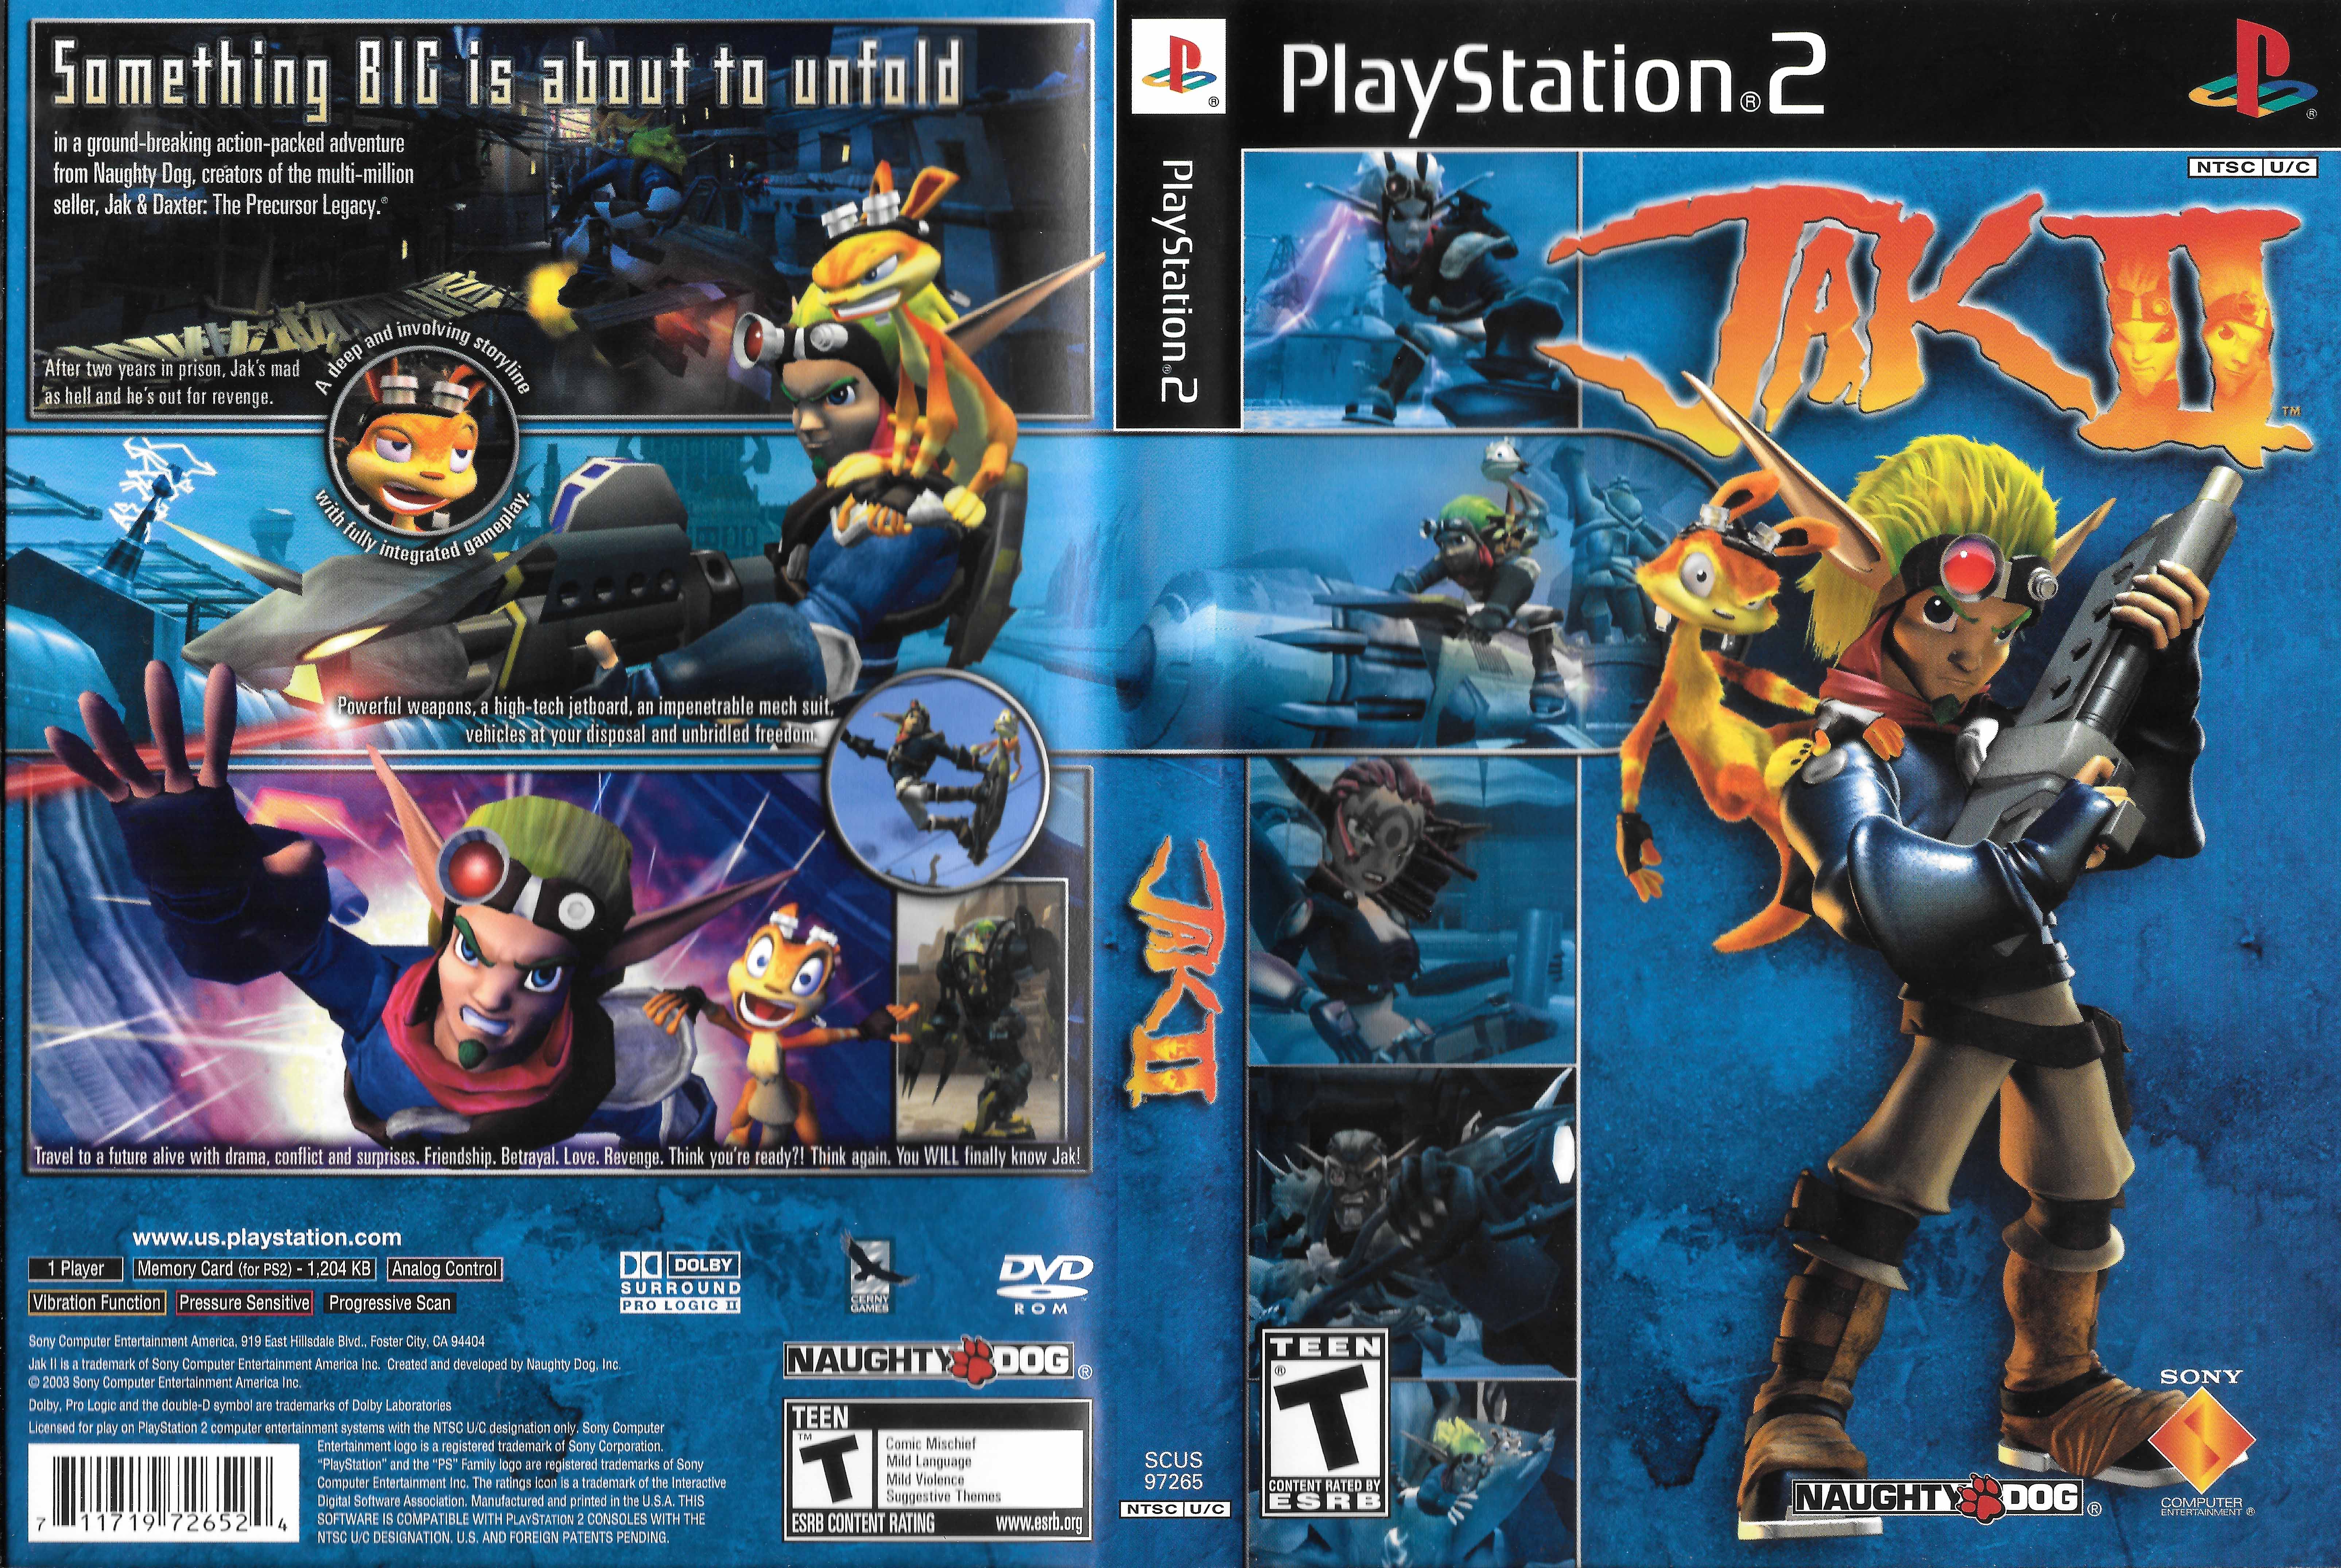 Something BIG is about to unfold
in a ground-breaking action-packed adventure
from Naughty Dog, creators of the multi-million
seller, Jak & Daxter: The Precursor Legacy.®
After two years in prison, Jak's mad
as hell and he's out for revenge.
A deep and involving storyline
with fully integrated gameplay.
Powerful weapons, a high-tech jetboard, an impenetrable mech suit,
vehicles at your disposal and unbridled freedom.
Travel to a future alive with drama, conflict and surprises. Friendship. Betrayal. Love. Revenge. Think you're ready?! Think again. You WILL finally know Jak!
www.us.playstation.com
1 Player
Memory Card (for PS2) - 1,204 KB
Analog Control
Vibration Function
Pressure Sensitive
Progressive Scan
DOLBY
SURROUND
PRO LOGIC II
CERNY
GAMES
DVD
ROM
Sony Computer Entertainment America, 919 East Hillsdale Blvd., Foster City, CA 94404
Jak II is a trademark of Sony Computer Entertainment America Inc. Created and developed by Naughty Dog, Inc.
© 2003 Sony Computer Entertainment America Inc.
Dolby, Pro Logic and the double-D symbol are trademarks of Dolby Laboratories
Licensed for play on PlayStation 2 computer entertainment systems with the NTSC U/C designation only. Sony Computer
Entertainment logo is a registered trademark of Sony Corporation.
"PlayStation" and the "PS" Family logo are registered trademarks of Sony
Computer Entertainment Inc. The ratings icon is a trademark of the Interactive
Digital Software Association. Manufactured and printed in the U.S.A. THIS
SOFTWARE IS COMPATIBLE WITH PLAYSTATION 2 CONSOLES WITH THE
NTSC U/C DESIGNATION. U.S. AND FOREIGN PATENTS PENDING.
7 11719 72652 4
NAUGHTY DOG®
TEEN
T™
Comic Mischief
Mild Language
Mild Violence
Suggestive Themes
ESRB CONTENT RATING
www.esrb.org
®
PlayStation®2
JAK II
SCUS
97265
NTSC U/C
PlayStation®2
®
NTSC U/C
JAK II™
TEEN
T®
CONTENT RATED BY
ESRB
NAUGHTY DOG®
SONY
COMPUTER
ENTERTAINMENT®